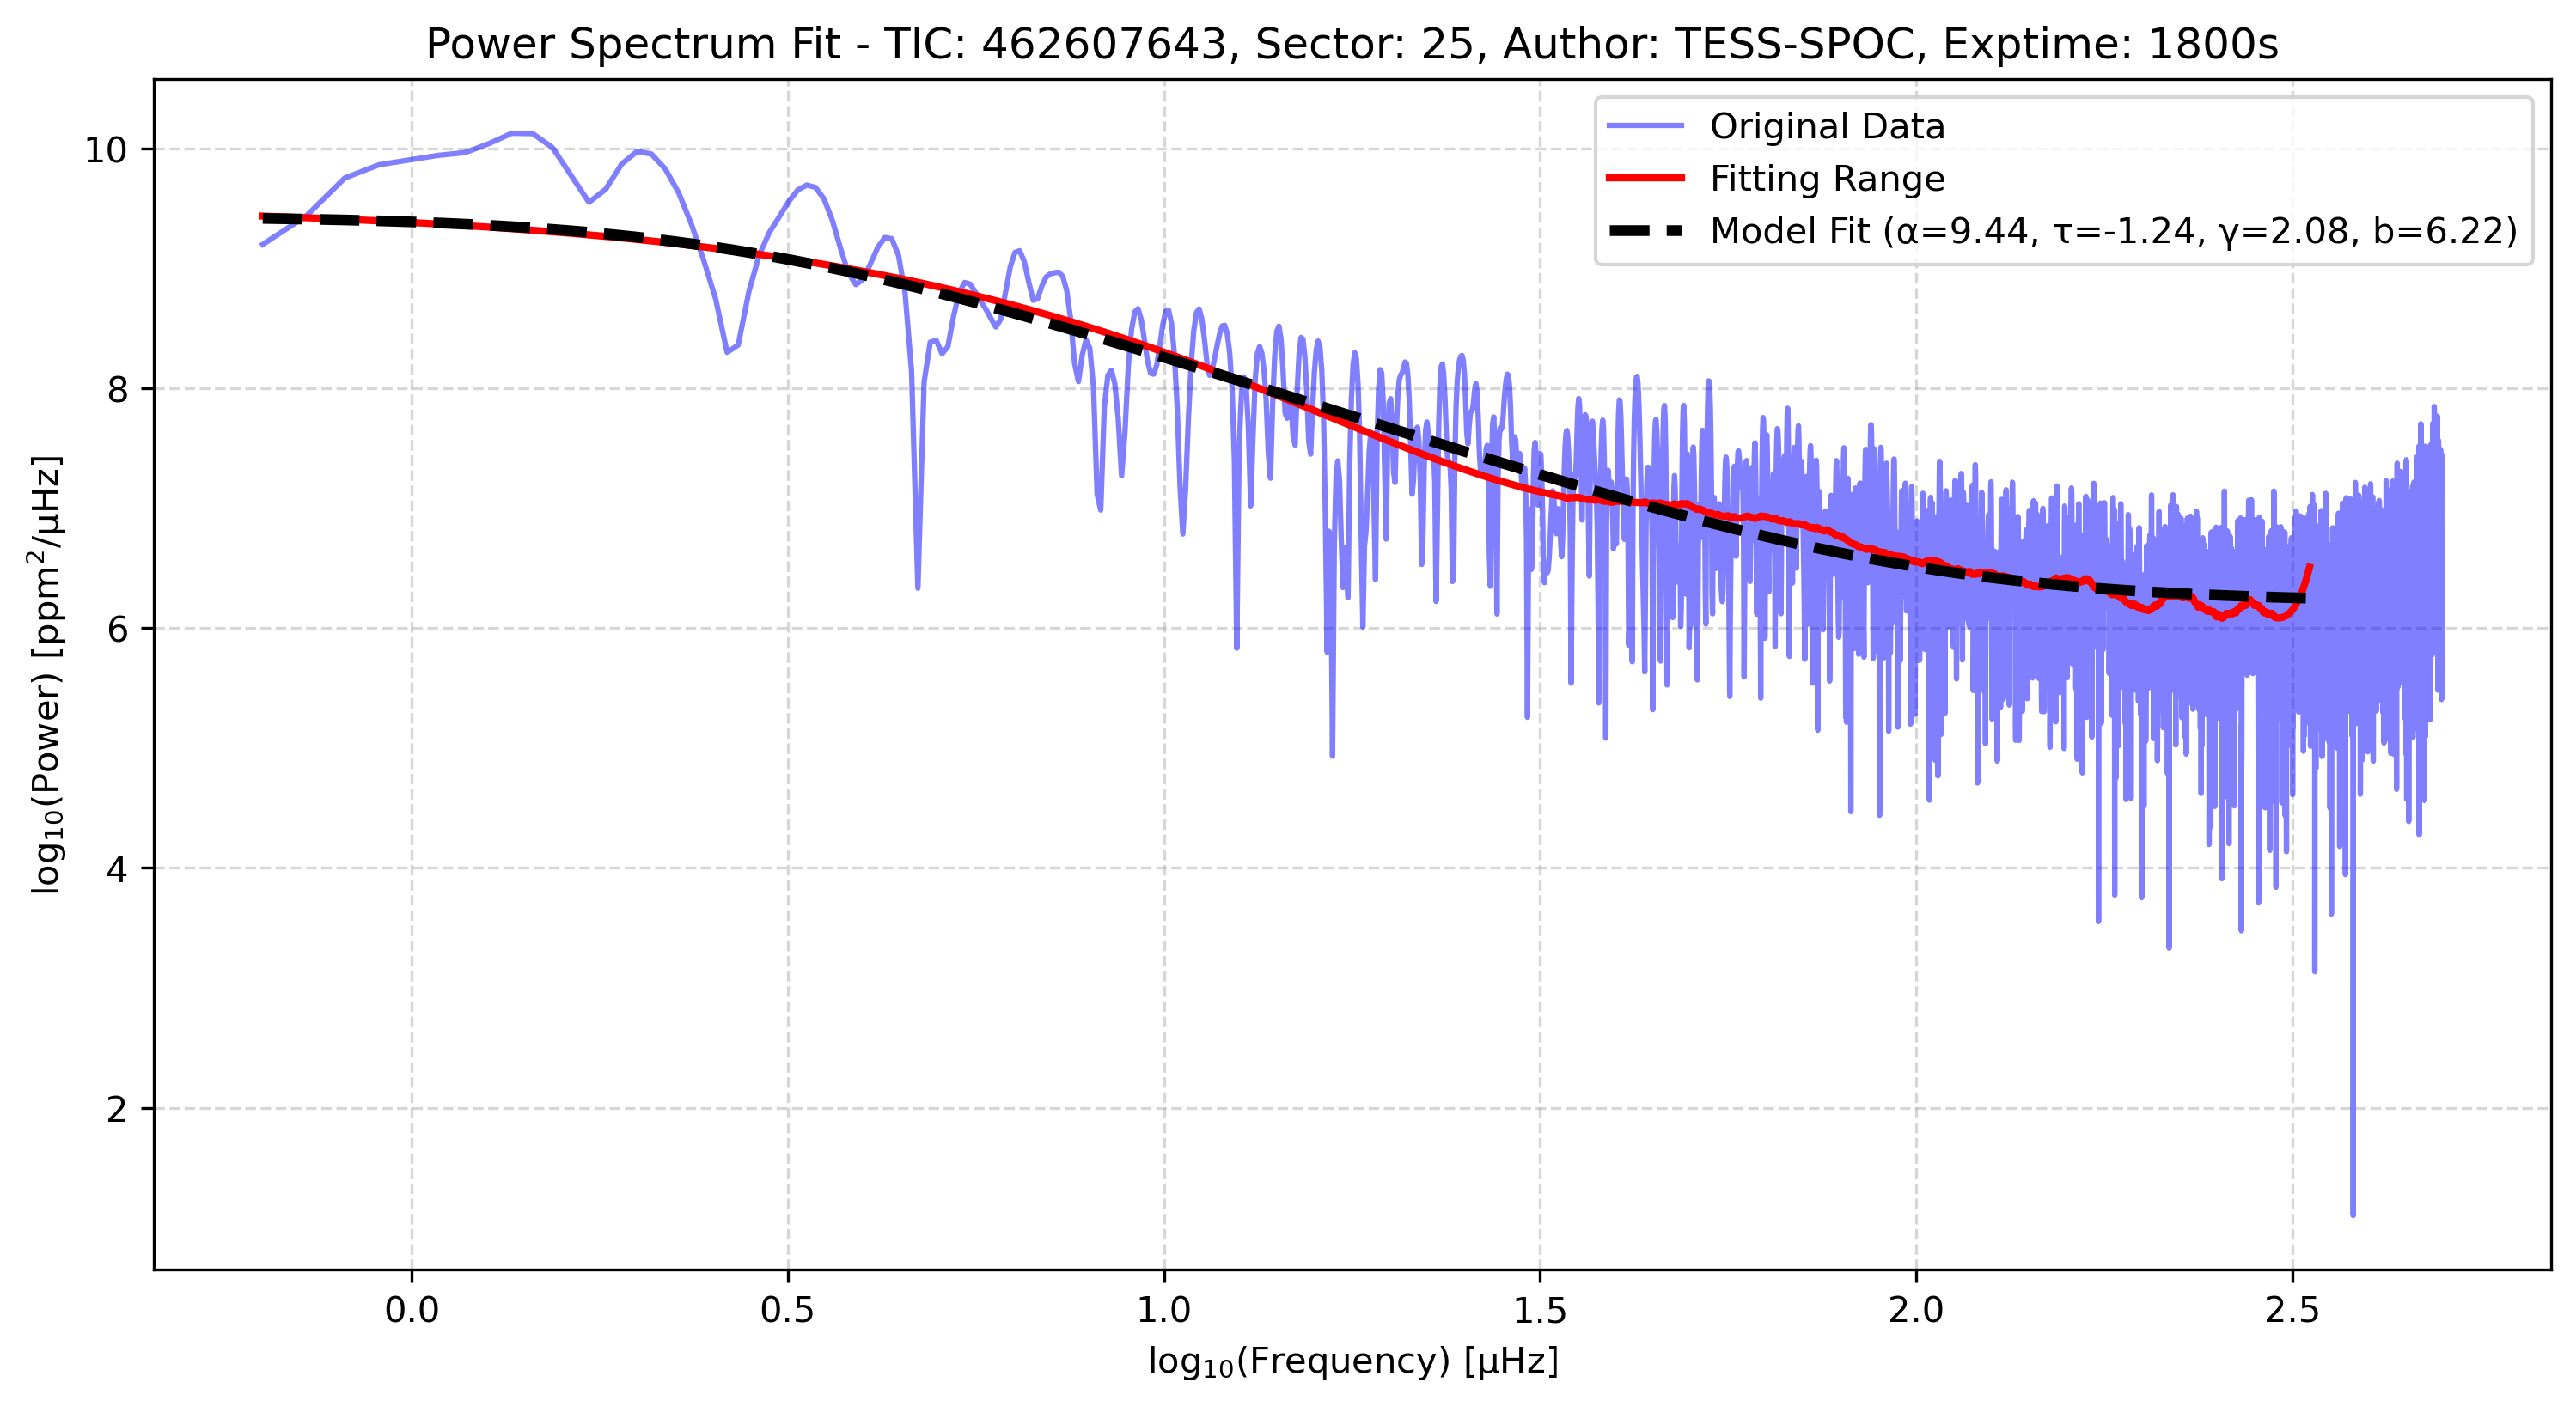 Power Spectrum Fit - TIC: 462607643, Sector: 25, Author: TESS-SPOC, Exptime: 1800s
Original Data
Fitting Range
Model Fit (α=9.44, τ=-1.24, γ=2.08, b=6.22)
10
8
6
4
2
log₁₀(Power) [ppm²/μHz]
0.0 0.5 1.0 1.5 2.0 2.5
log₁₀(Frequency) [μHz]